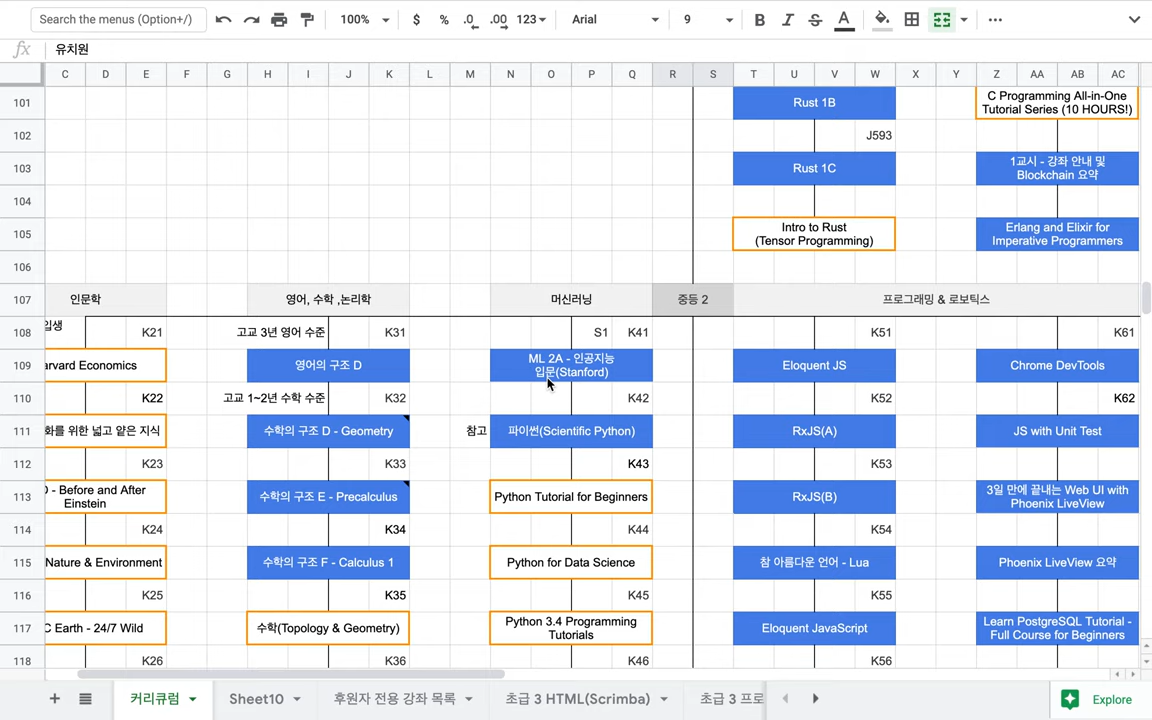 Search the menus (Option+/) 100% $ % .0 .00 123 Arial 9 B I S A
fx 유치원
C D E F G H I J K L M N O P Q R S T U V W X Y Z AA AB AC
101 Rust 1B C Programming All-in-One
Tutorial Series (10 HOURS!)
102 J593
103 Rust 1C 1교시 - 강좌 안내 및
Blockchain 요약
104
105 Intro to Rust
(Tensor Programming) Erlang and Elixir for
Imperative Programmers
106
107 인문학 영어, 수학 ,논리학 머신러닝 중등 2 프로그래밍 & 로보틱스
108 입생 K21 고교 3년 영어 수준 K31 S1 K41 K51 K61
109 arvard Economics 영어의 구조 D ML 2A - 인공지능
입문(Stanford) Eloquent JS Chrome DevTools
110 K22 고교 1~2년 수학 수준 K32 K42 K52 K62
111 화를 위한 넓고 얕은 지식 수학의 구조 D - Geometry 참고 파이썬(Scientific Python) RxJS(A) JS with Unit Test
112 K23 K33 K43 K53
113 - Before and After
Einstein 수학의 구조 E - Precalculus Python Tutorial for Beginners RxJS(B) 3일 만에 끝내는 Web UI with
Phoenix LiveView
114 K24 K34 K44 K54
115 Nature & Environment 수학의 구조 F - Calculus 1 Python for Data Science 참 아름다운 언어 - Lua Phoenix LiveView 요약
116 K25 K35 K45 K55
117 C Earth - 24/7 Wild 수학(Topology & Geometry) Python 3.4 Programming
Tutorials Eloquent JavaScript Learn PostgreSQL Tutorial -
Full Course for Beginners
118 K26 K36 K46 K56
커리큘럼 Sheet10 후원자 전용 강좌 목록 초급 3 HTML(Scrimba) 초급 3 프로 Explore